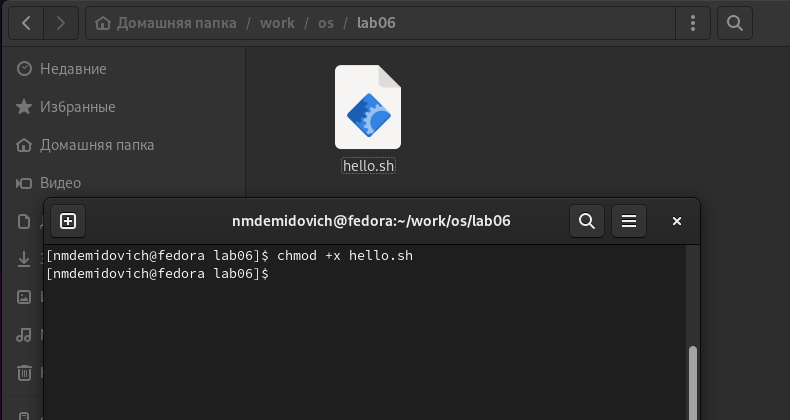 Домашняя папка / work / os / lab06
Недавние
Избранные
Домашняя папка
Видео
hello.sh
nmdemidovich@fedora:~/work/os/lab06
[nmdemidovich@fedora lab06]$ chmod +x hello.sh
[nmdemidovich@fedora lab06]$